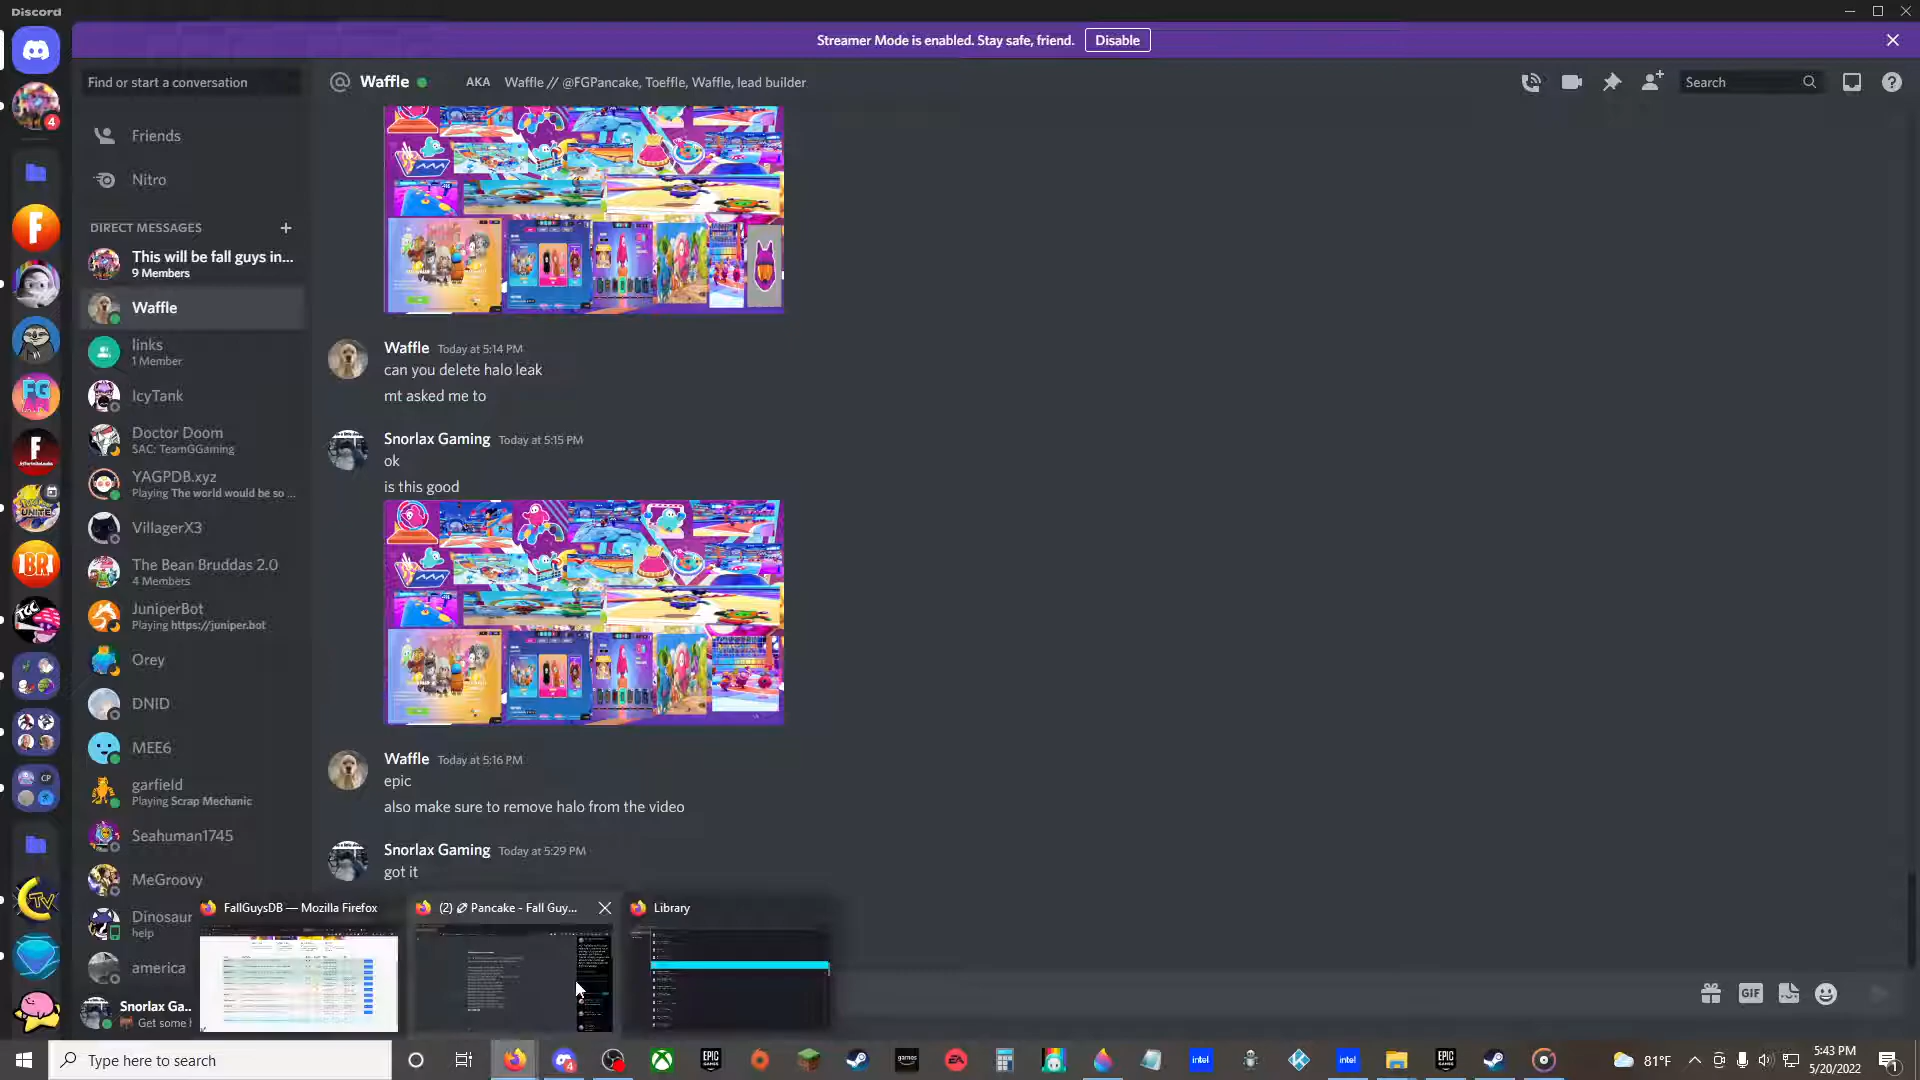 Discord
Streamer Mode is enabled. Stay safe, friend.
Disable
Find or start a conversation
Waffle
AKA
Waffle // @FGPancake, Toeffle, Waffle, lead builder
Search
4
Friends
Nitro
DIRECT MESSAGES
This will be fall guys in...
9 Members
Waffle
links
1 Member
IcyTank
Doctor Doom
SAC: TeamGGaming
YAGPDB.xyz
Playing The world would be so ...
VillagerX3
The Bean Bruddas 2.0
4 Members
JuniperBot
Playing https://juniper.bot
Orey
DNID
MEE6
garfield
Playing Scrap Mechanic
Seahuman1745
MeGroovy
Dinosaur
help
america
Snorlax Ga...
Get some h
Waffle Today at 5:14 PM
can you delete halo leak
mt asked me to
Snorlax Gaming Today at 5:15 PM
ok
is this good
Waffle Today at 5:16 PM
epic
also make sure to remove halo from the video
Snorlax Gaming Today at 5:29 PM
got it
FallGuysDB — Mozilla Firefox
(2) Pancake - Fall Guy...
Library
GIF
Type here to search
81°F
5:43 PM
5/20/2022